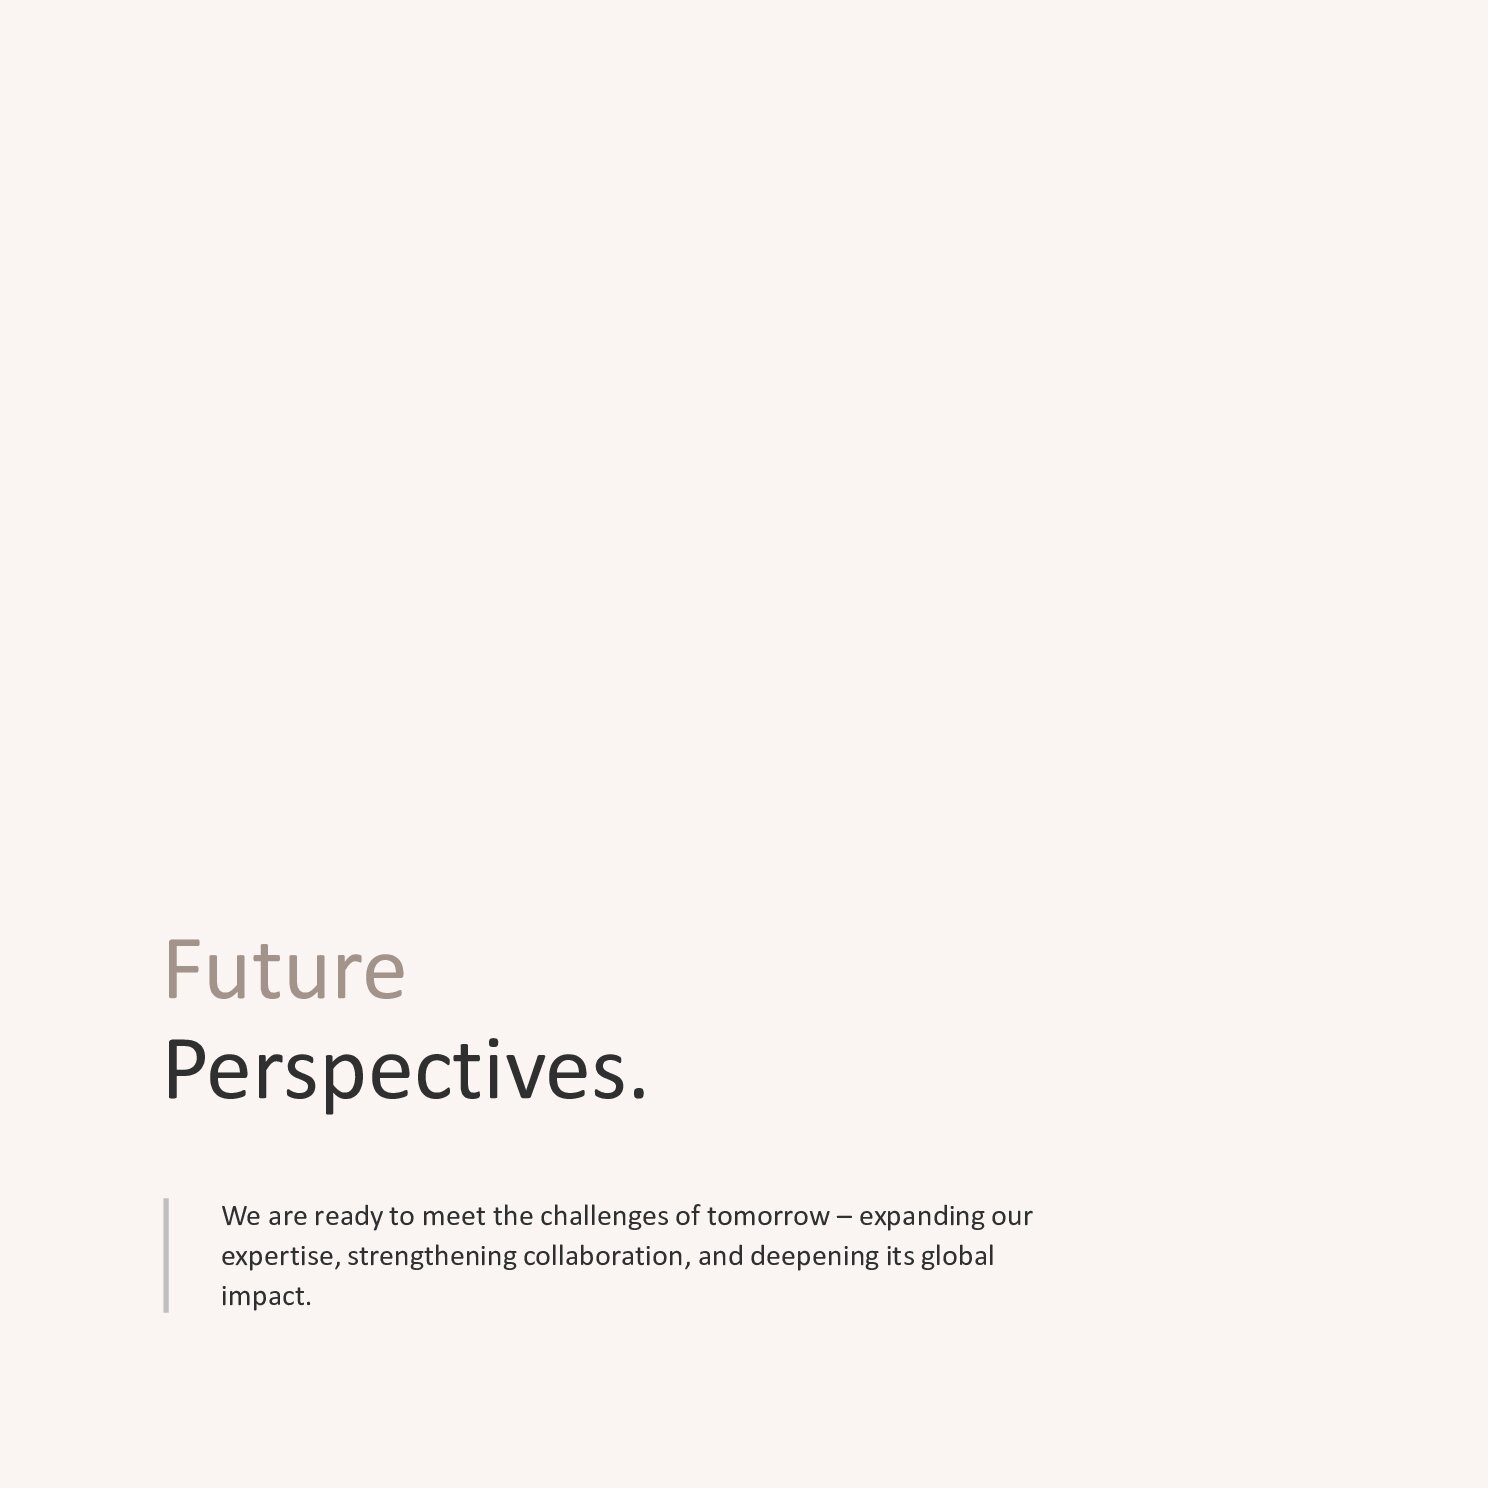 Future
Perspectives.
We are ready to meet the challenges of tomorrow – expanding our
expertise, strengthening collaboration, and deepening its global
impact.